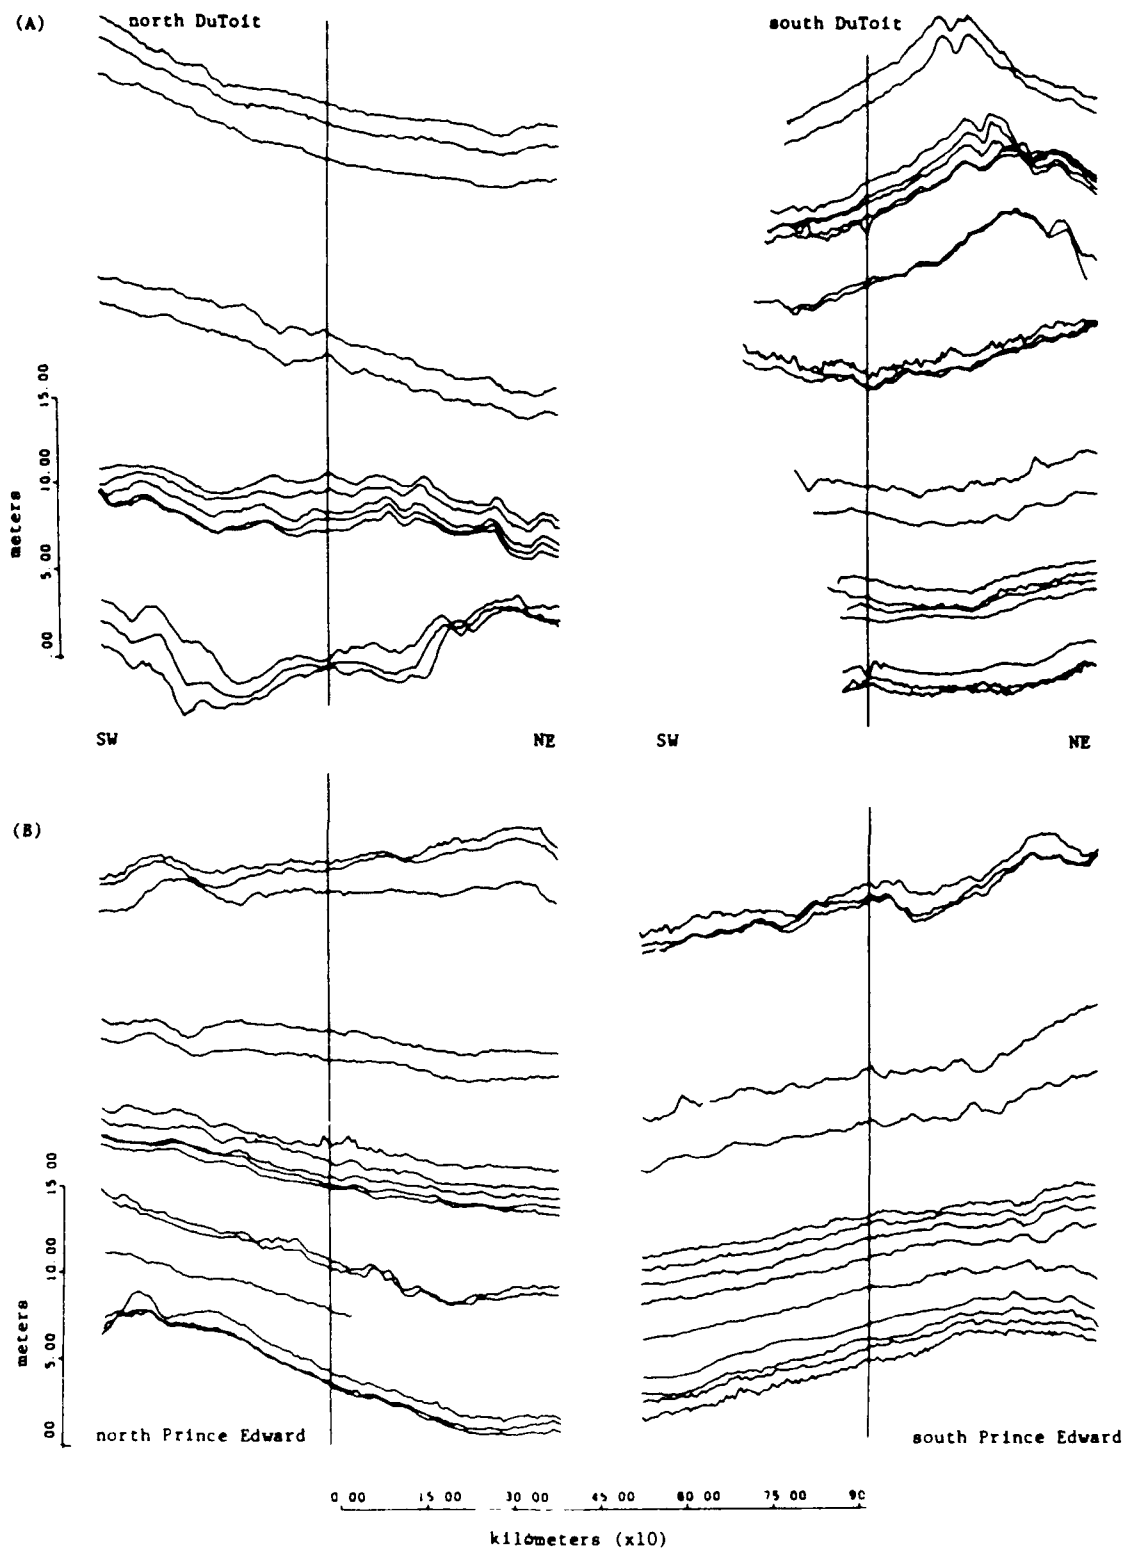 (A) north DuToit south DuToit
15.00
10.00
5.00
.00
meters
SW NE SW NE
(B)
15 00
10.00
5.00
00
meters
north Prince Edward south Prince Edward
0 00 15 00 30 00 45 00 60 00 75 00 90
kilometers (x10)